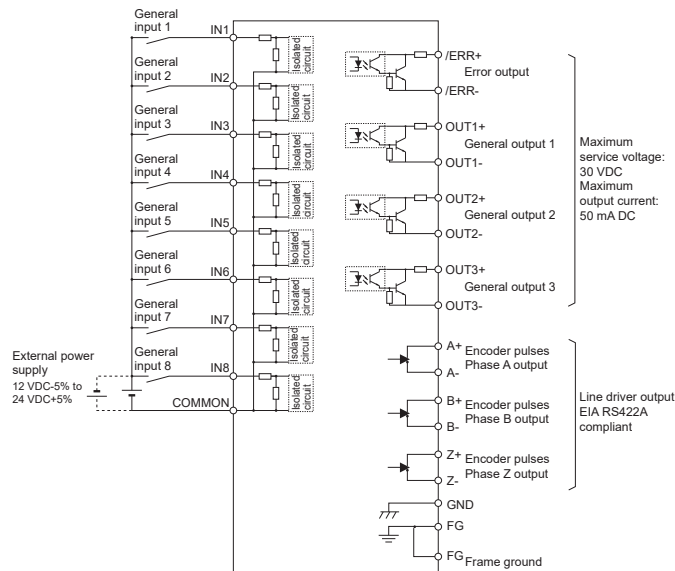 General
input 1
IN1
Isolated
circuit
General
input 2
IN2
Isolated
circuit
General
input 3
IN3
Isolated
circuit
General
input 4
IN4
Isolated
circuit
General
input 5
IN5
Isolated
circuit
General
input 6
IN6
Isolated
circuit
General
input 7
IN7
Isolated
circuit
General
input 8
IN8
Isolated
circuit
External power
supply
12 VDC-5% to
24 VDC+5%
COMMON
/ERR+
Error output
/ERR-
OUT1+
General output 1
OUT1-
OUT2+
General output 2
OUT2-
OUT3+
General output 3
OUT3-
Maximum
service voltage:
30 VDC
Maximum
output current:
50 mA DC
A+
Encoder pulses
Phase A output
A-
B+
Encoder pulses
Phase B output
B-
Z+
Encoder pulses
Phase Z output
Z-
Line driver output
EIA RS422A
compliant
GND
FG
FG
Frame ground